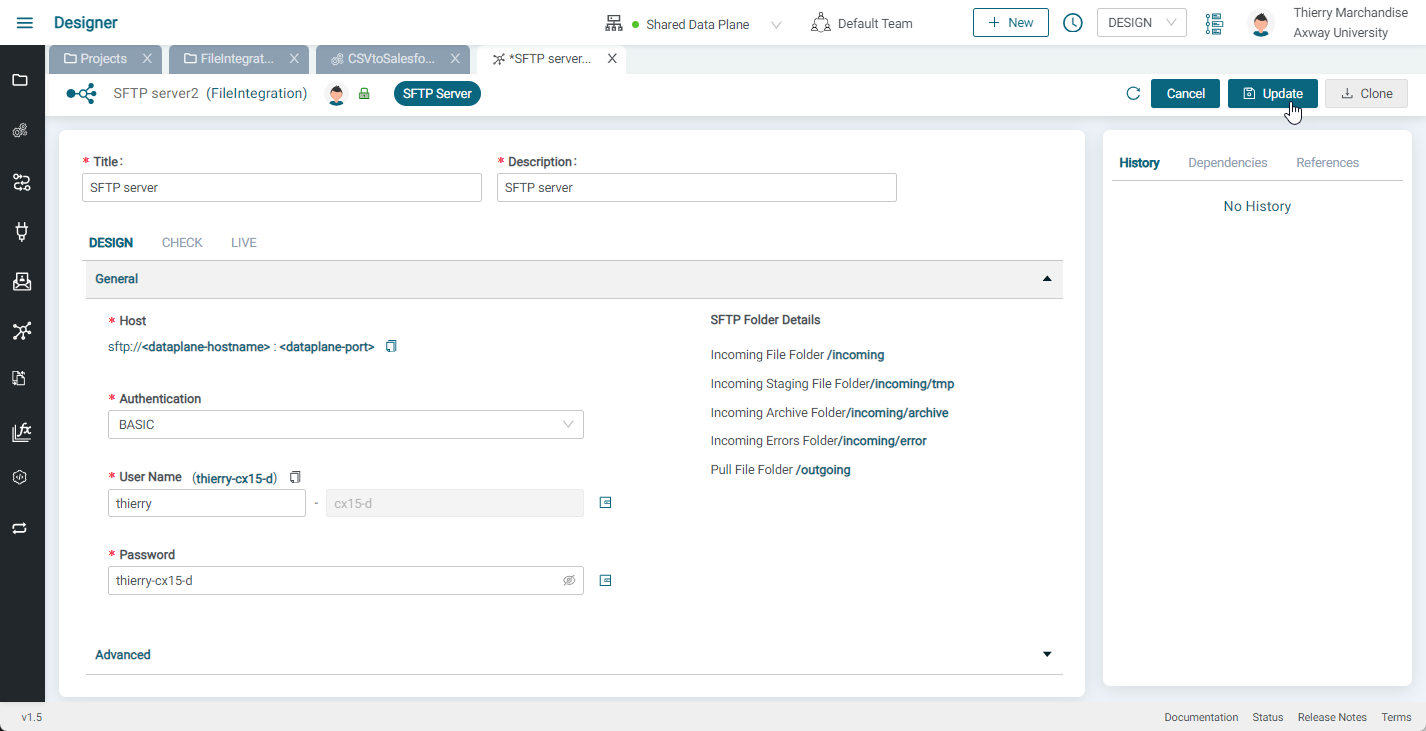 Designer
Shared Data Plane
Default Team
+ New
DESIGN
Thierry Marchandise
Axway University
Projects
FileIntegrat...
CSVtoSalesfo...
*SFTP server...
SFTP server2 (FileIntegration)
SFTP Server
Cancel
Update
Clone
* Title :
* Description :
SFTP server
SFTP server
DESIGN
CHECK
LIVE
General
* Host
sftp://<dataplane-hostname> : <dataplane-port>
* Authentication
BASIC
* User Name (thierry-cx15-d)
thierry - cx15-d
* Password
thierry-cx15-d
SFTP Folder Details
Incoming File Folder /incoming
Incoming Staging File Folder/incoming/tmp
Incoming Archive Folder/incoming/archive
Incoming Errors Folder/incoming/error
Pull File Folder /outgoing
Advanced
History
Dependencies
References
No History
v1.5
Documentation
Status
Release Notes
Terms